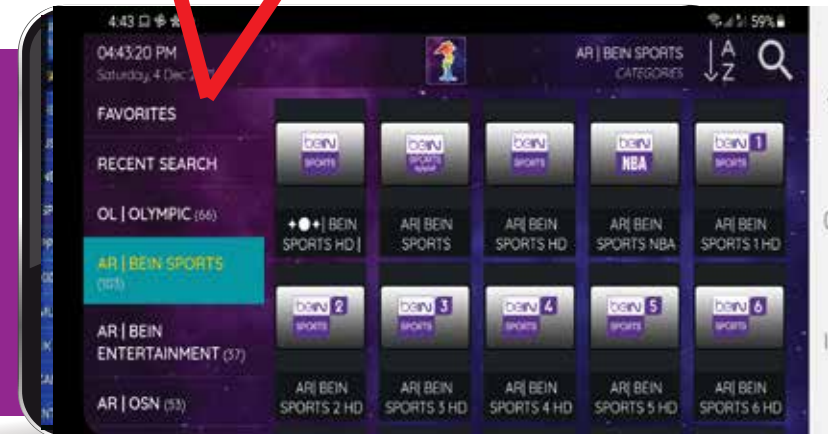 4:43
59%
04:43:20 PM
Saturday, 4 Dec
AR | BEIN SPORTS
CATEGORIES
A
Z
FAVORITES
RECENT SEARCH
OL | OLYMPIC (66)
AR | BEIN SPORTS
(103)
AR | BEIN
ENTERTAINMENT (37)
AR | OSN (53)
beIN
SPORTS
beIN
SPORTS
beIN
SPORTS
beIN
NBA
beIN 1
SPORTS
✦●✦| BEIN
SPORTS HD |
AR| BEIN
SPORTS
AR| BEIN
SPORTS HD
AR| BEIN
SPORTS NBA
AR| BEIN
SPORTS 1 HD
beIN 2
SPORTS
beIN 3
SPORTS
beIN 4
SPORTS
beIN 5
SPORTS
beIN 6
SPORTS
AR| BEIN
SPORTS 2 HD
AR| BEIN
SPORTS 3 HD
AR| BEIN
SPORTS 4 HD
AR| BEIN
SPORTS 5 HD
AR| BEIN
SPORTS 6 HD